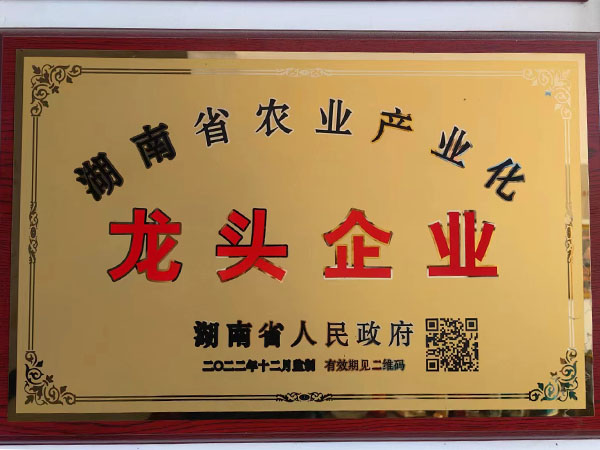 湖南省农业产业化
龙头企业
湖南省人民政府
二〇二二年十二月监制 有效期见二维码